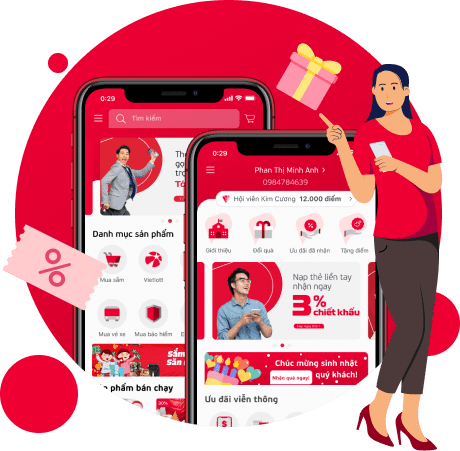 0:29
Tìm kiếm
Danh mục sản phẩm
Mua sắm
Vietlott
Mua vé xe
Mua bảo hiểm
phẩm bán chạy
30%
0:29
Phan Thị Minh Anh >
0984784639
Hội viên Kim Cương 12.000 điểm >
Giới thiệu
Đổi quà
Ưu đãi đã nhận
Tặng điểm
Nạp thẻ liền tay
nhận ngay
3% chiết khấu
Chúc mừng sinh nhật
quý khách!
Nhận quà ngay!
Ưu đãi viễn thông
%